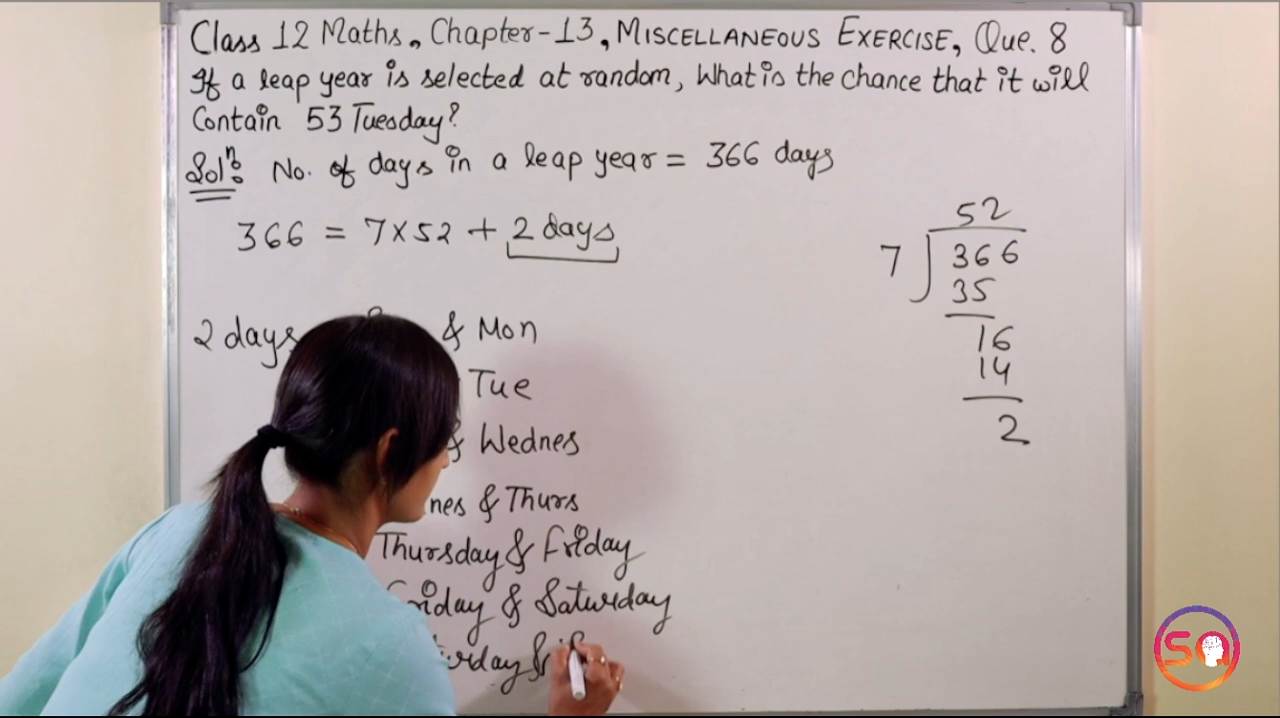 Class 12 Maths, Chapter-13, MISCELLANEOUS EXERCISE, Que. 8
If a leap year is selected at random, What is the chance that it will
Contain 53 Tuesday?
Solⁿ: No. of days in a leap year = 366 days
366 = 7×52 + 2 days
52
7 366
35
16
14
2
2 days & Mon
Tue
& Wednes
nes & Thurs
Thursday & Friday
Friday & Saturday
urday &
SQ